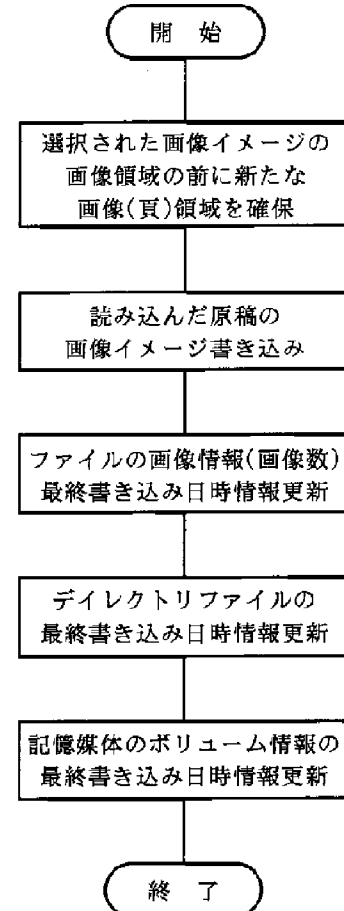 開 始
選択された画像イメージの
画像領域の前に新たな
画像(頁)領域を確保
読み込んだ原稿の
画像イメージ書き込み
ファイルの画像情報(画像数)
最終書き込み日時情報更新
デイレクトリファイルの
最終書き込み日時情報更新
記憶媒体のボリューム情報の
最終書き込み日時情報更新
終 了